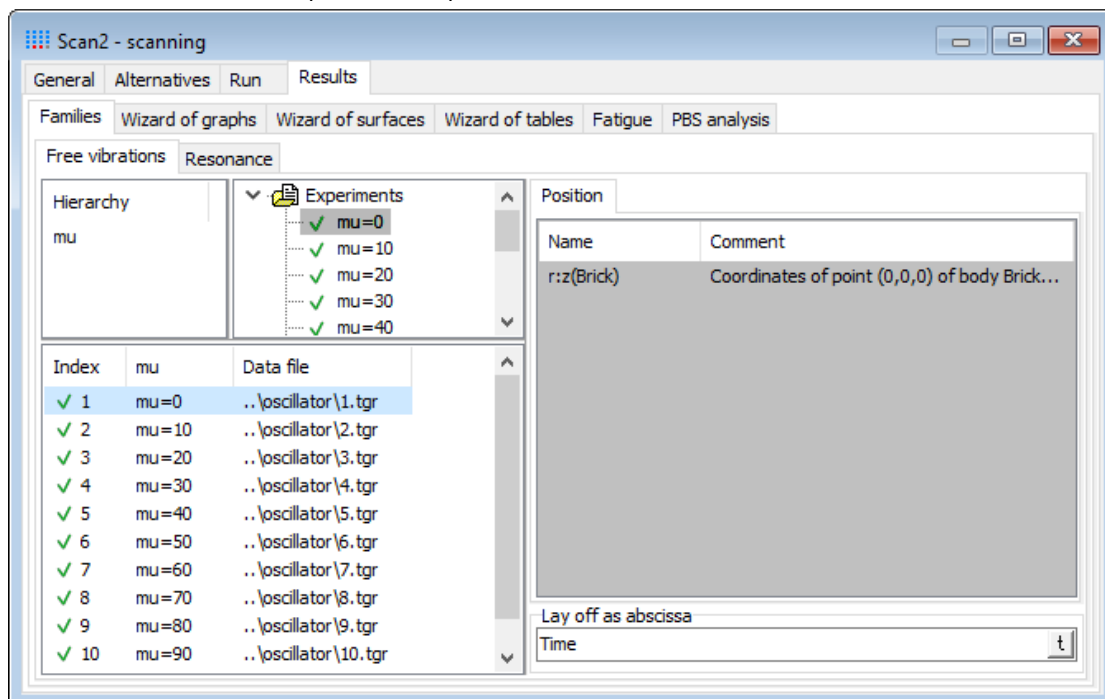 Scan2 - scanning
General Alternatives Run Results
Families Wizard of graphs Wizard of surfaces Wizard of tables Fatigue PBS analysis
Free vibrations Resonance
Hierarchy
mu
Experiments
mu=0
mu=10
mu=20
mu=30
mu=40
Position
Name Comment
r:z(Brick) Coordinates of point (0,0,0) of body Brick...
Index mu Data file
1 mu=0 ..\oscillator\1.tgr
2 mu=10 ..\oscillator\2.tgr
3 mu=20 ..\oscillator\3.tgr
4 mu=30 ..\oscillator\4.tgr
5 mu=40 ..\oscillator\5.tgr
6 mu=50 ..\oscillator\6.tgr
7 mu=60 ..\oscillator\7.tgr
8 mu=70 ..\oscillator\8.tgr
9 mu=80 ..\oscillator\9.tgr
10 mu=90 ..\oscillator\10.tgr
Lay off as abscissa
Time t